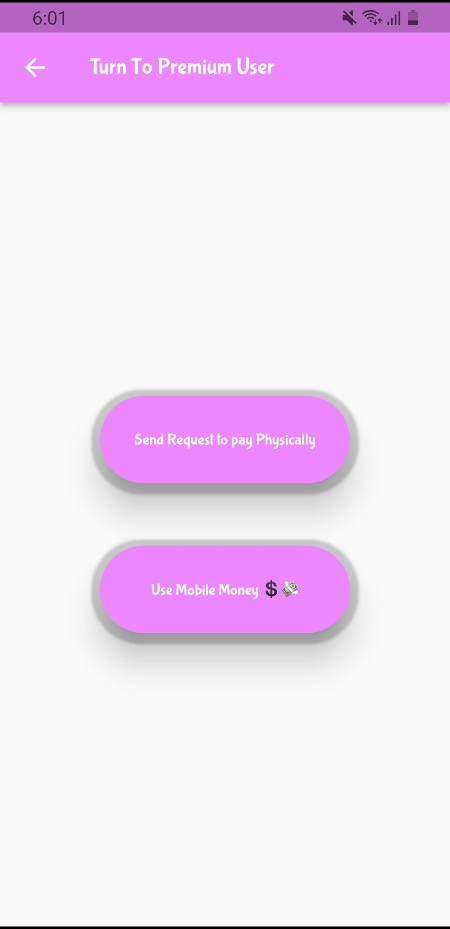 6:01
Turn To Premium User
Send Request to pay Physically
Use Mobile Money 💲💸